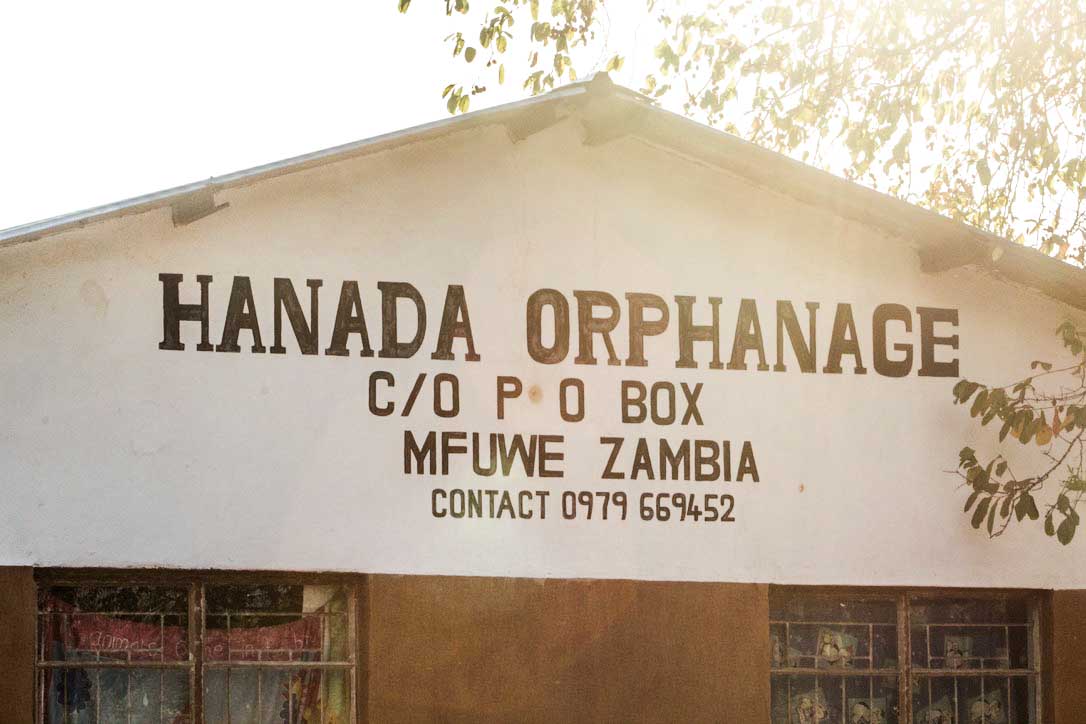 HANADA ORPHANAGE
C/O P O BOX
MFUWE ZAMBIA
CONTACT 0979 669452